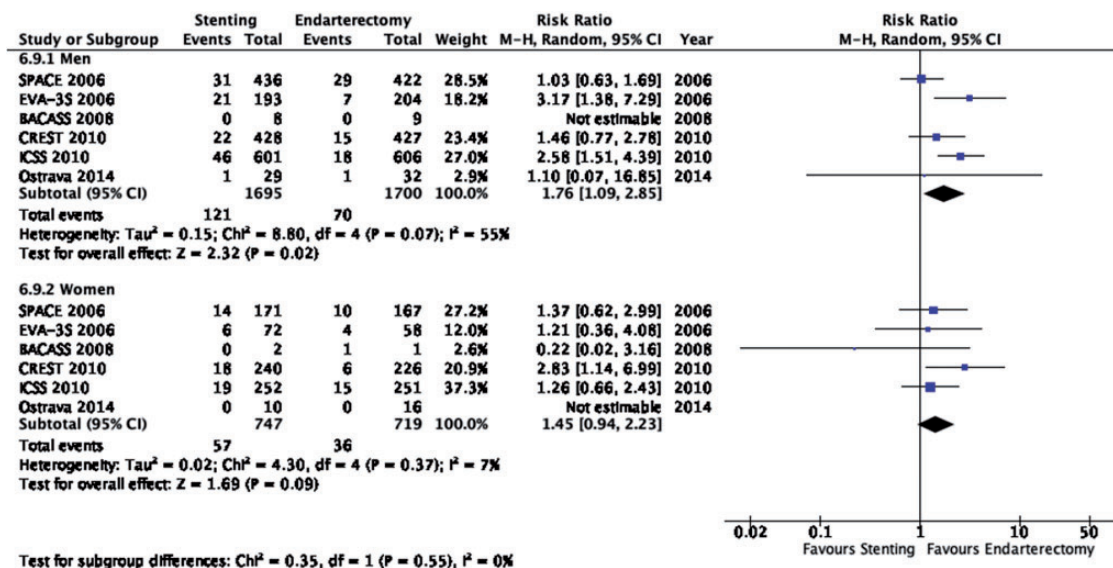 Stenting Endarterectomy Risk Ratio Risk Ratio
Study or Subgroup Events Total Events Total Weight M-H, Random, 95% CI Year M-H, Random, 95% CI
6.9.1 Men
SPACE 2006 31 436 29 422 28.5% 1.03 [0.63, 1.69] 2006
EVA-3S 2006 21 193 7 204 18.2% 3.17 [1.38, 7.29] 2006
BACASS 2008 0 8 0 9 Not estimable 2008
CREST 2010 22 428 15 427 23.4% 1.46 [0.77, 2.78] 2010
ICSS 2010 46 601 18 606 27.0% 2.58 [1.51, 4.39] 2010
Ostrava 2014 1 29 1 32 2.9% 1.10 [0.07, 16.85] 2014
Subtotal (95% CI) 1695 1700 100.0% 1.76 [1.09, 2.85]
Total events 121 70
Heterogeneity: Tau² = 0.15; Chi² = 8.80, df = 4 (P = 0.07); I² = 55%
Test for overall effect: Z = 2.32 (P = 0.02)
6.9.2 Women
SPACE 2006 14 171 10 167 27.2% 1.37 [0.62, 2.99] 2006
EVA-3S 2006 6 72 4 58 12.0% 1.21 [0.36, 4.08] 2006
BACASS 2008 0 2 1 1 2.6% 0.22 [0.02, 3.16] 2008
CREST 2010 18 240 6 226 20.9% 2.83 [1.14, 6.99] 2010
ICSS 2010 19 252 15 251 37.3% 1.26 [0.66, 2.43] 2010
Ostrava 2014 0 10 0 16 Not estimable 2014
Subtotal (95% CI) 747 719 100.0% 1.45 [0.94, 2.23]
Total events 57 36
Heterogeneity: Tau² = 0.02; Chi² = 4.30, df = 4 (P = 0.37); I² = 7%
Test for overall effect: Z = 1.69 (P = 0.09)
0.02 0.1 1 10 50
Favours Stenting Favours Endarterectomy
Test for subgroup differences: Chi² = 0.35, df = 1 (P = 0.55), I² = 0%